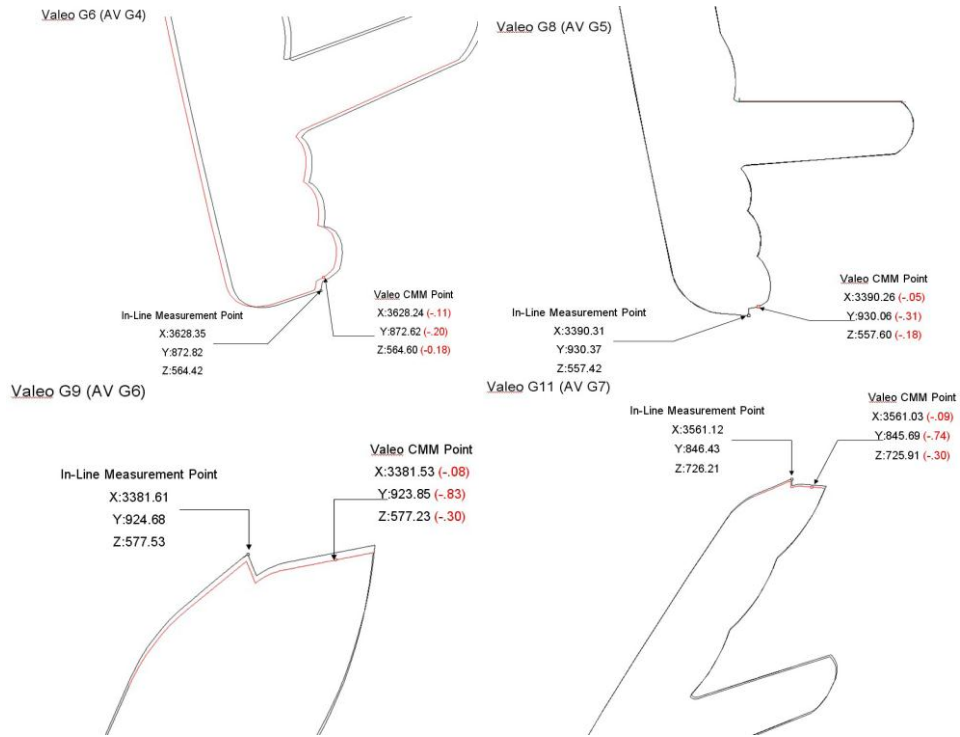 Valeo G6 (AV G4)
In-Line Measurement Point
X:3628.35
Y:872.82
Z:564.42
Valeo CMM Point
X:3628.24 (-.11)
Y:872.62 (-.20)
Z:564.60 (-0.18)
Valeo G8 (AV G5)
In-Line Measurement Point
X:3390.31
Y:930.37
Z:557.42
Valeo CMM Point
X:3390.26 (-.05)
Y:930.06 (-.31)
Z:557.60 (-.18)
Valeo G9 (AV G6)
In-Line Measurement Point
X:3381.61
Y:924.68
Z:577.53
Valeo CMM Point
X:3381.53 (-.08)
Y:923.85 (-.83)
Z:577.23 (-.30)
Valeo G11 (AV G7)
In-Line Measurement Point
X:3561.12
Y:846.43
Z:726.21
Valeo CMM Point
X:3561.03 (-.09)
Y:845.69 (-.74)
Z:725.91 (-.30)